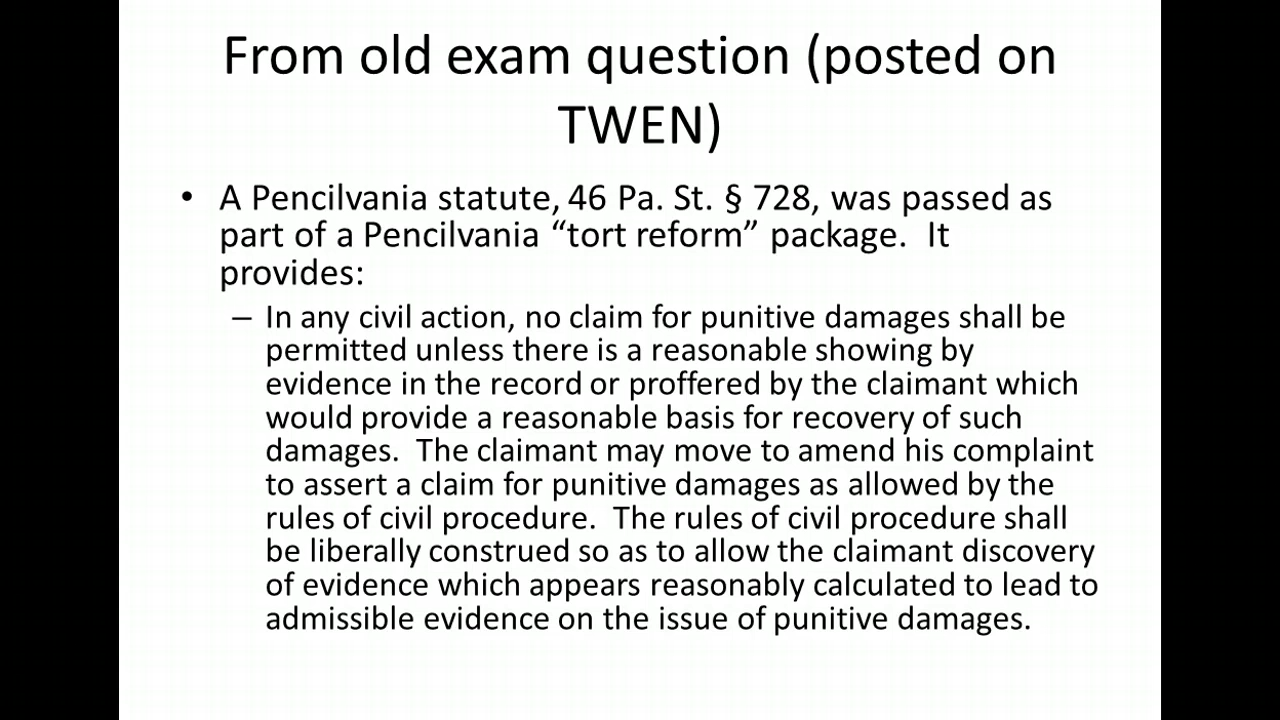 From old exam question (posted on
TWEN)
• A Pencilvania statute, 46 Pa. St. § 728, was passed as
part of a Pencilvania “tort reform” package.  It
provides:
– In any civil action, no claim for punitive damages shall be
permitted unless there is a reasonable showing by
evidence in the record or proffered by the claimant which
would provide a reasonable basis for recovery of such
damages.  The claimant may move to amend his complaint
to assert a claim for punitive damages as allowed by the
rules of civil procedure.  The rules of civil procedure shall
be liberally construed so as to allow the claimant discovery
of evidence which appears reasonably calculated to lead to
admissible evidence on the issue of punitive damages.